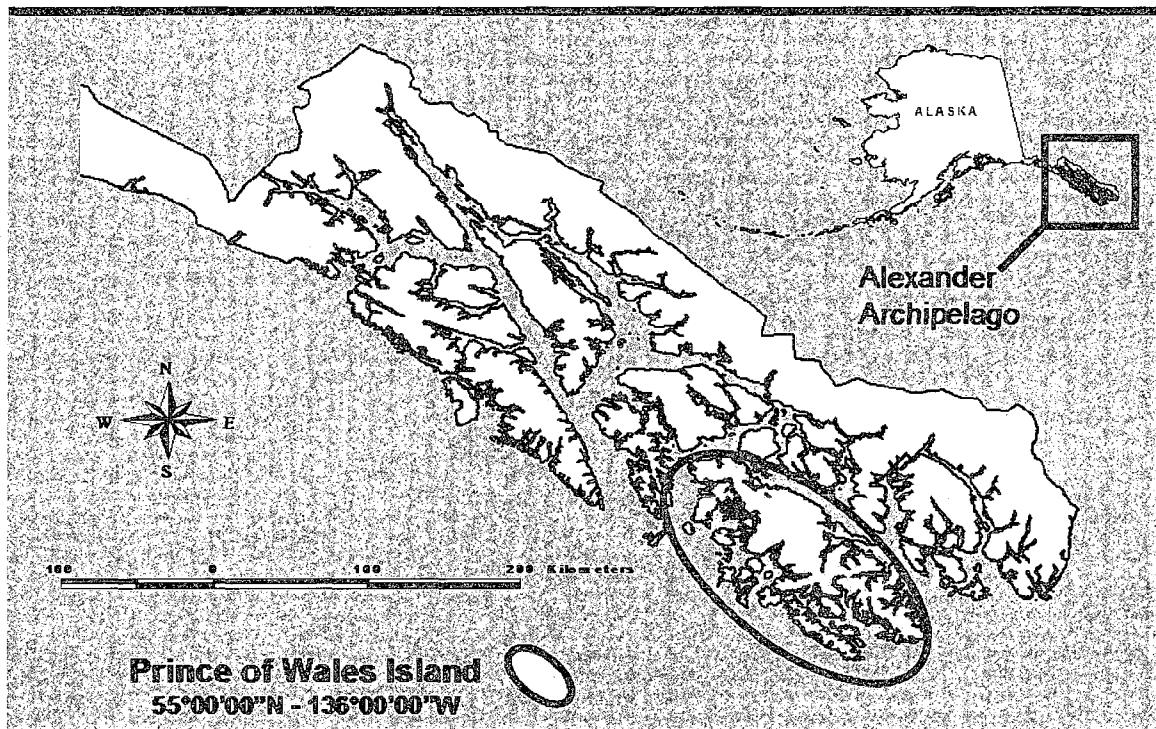 ALASKA
Alexander
Archipelago
N
W E
S
100 0 100 200 Kilometers
Prince of Wales Island
55°00'00"N - 136°00'00"W